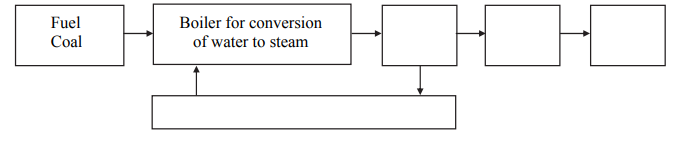 Fuel
Coal
Boiler for conversion
of water to steam